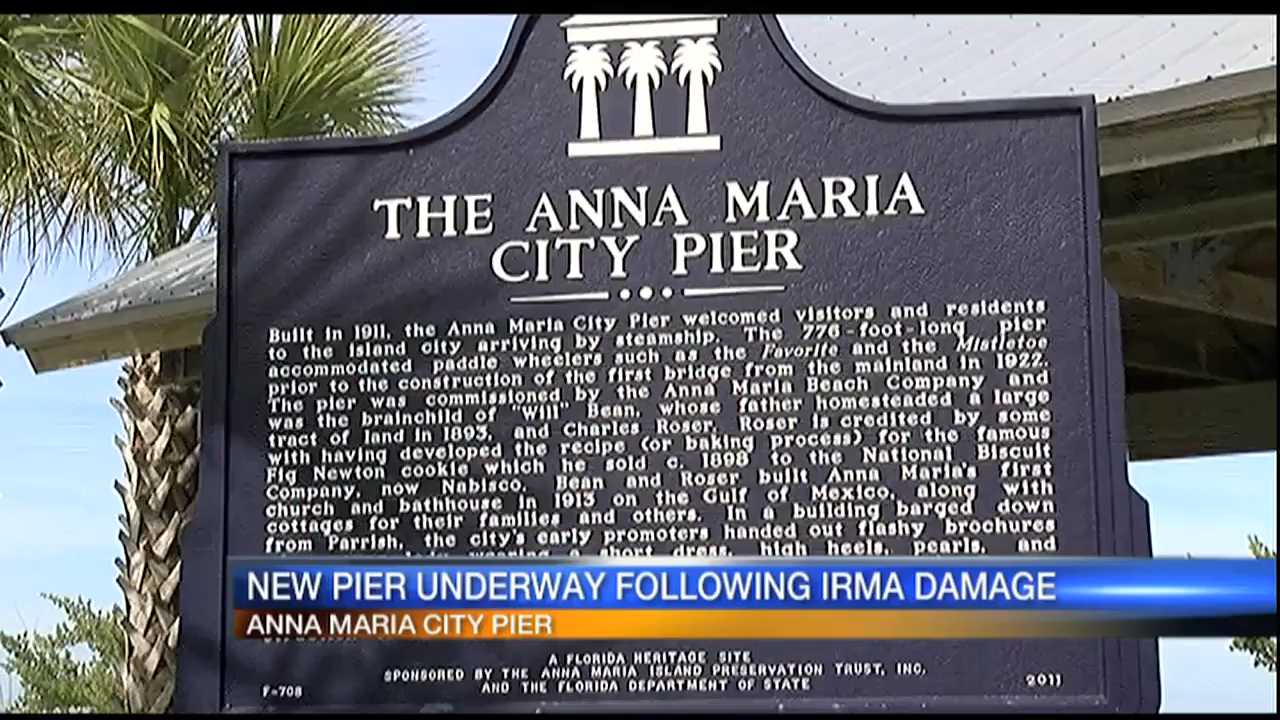 THE ANNA MARIA
CITY PIER
Built in 1911, the Anna Maria City Pier welcomed visitors and residents
to the island city arriving by steamship. The 776-foot-long pier
accommodated paddle wheelers such as the Favorite and the Mistletoe
prior to the construction of the first bridge from the mainland in 1922.
The pier was commissioned by the Anna Maria Beach Company and
was the brainchild of "Will" Bean, whose father homesteaded a large
tract of land in 1893, and Charles Roser. Roser is credited by some
with having developed the recipe (or baking process) for the famous
Fig Newton cookie which he sold c. 1898 to the National Biscuit
Company, now Nabisco. Bean and Roser built Anna Maria's first
church and bathhouse in 1913 on the Gulf of Mexico, along with
cottages for their families and others. In a building barged down
from Parrish, the city's early promoters handed out flashy brochures
wearing a short dress, high heels, pearls, and
NEW PIER UNDERWAY FOLLOWING IRMA DAMAGE
ANNA MARIA CITY PIER
A FLORIDA HERITAGE SITE
SPONSORED BY THE ANNA MARIA ISLAND PRESERVATION TRUST, INC.
AND THE FLORIDA DEPARTMENT OF STATE
F-708
2011